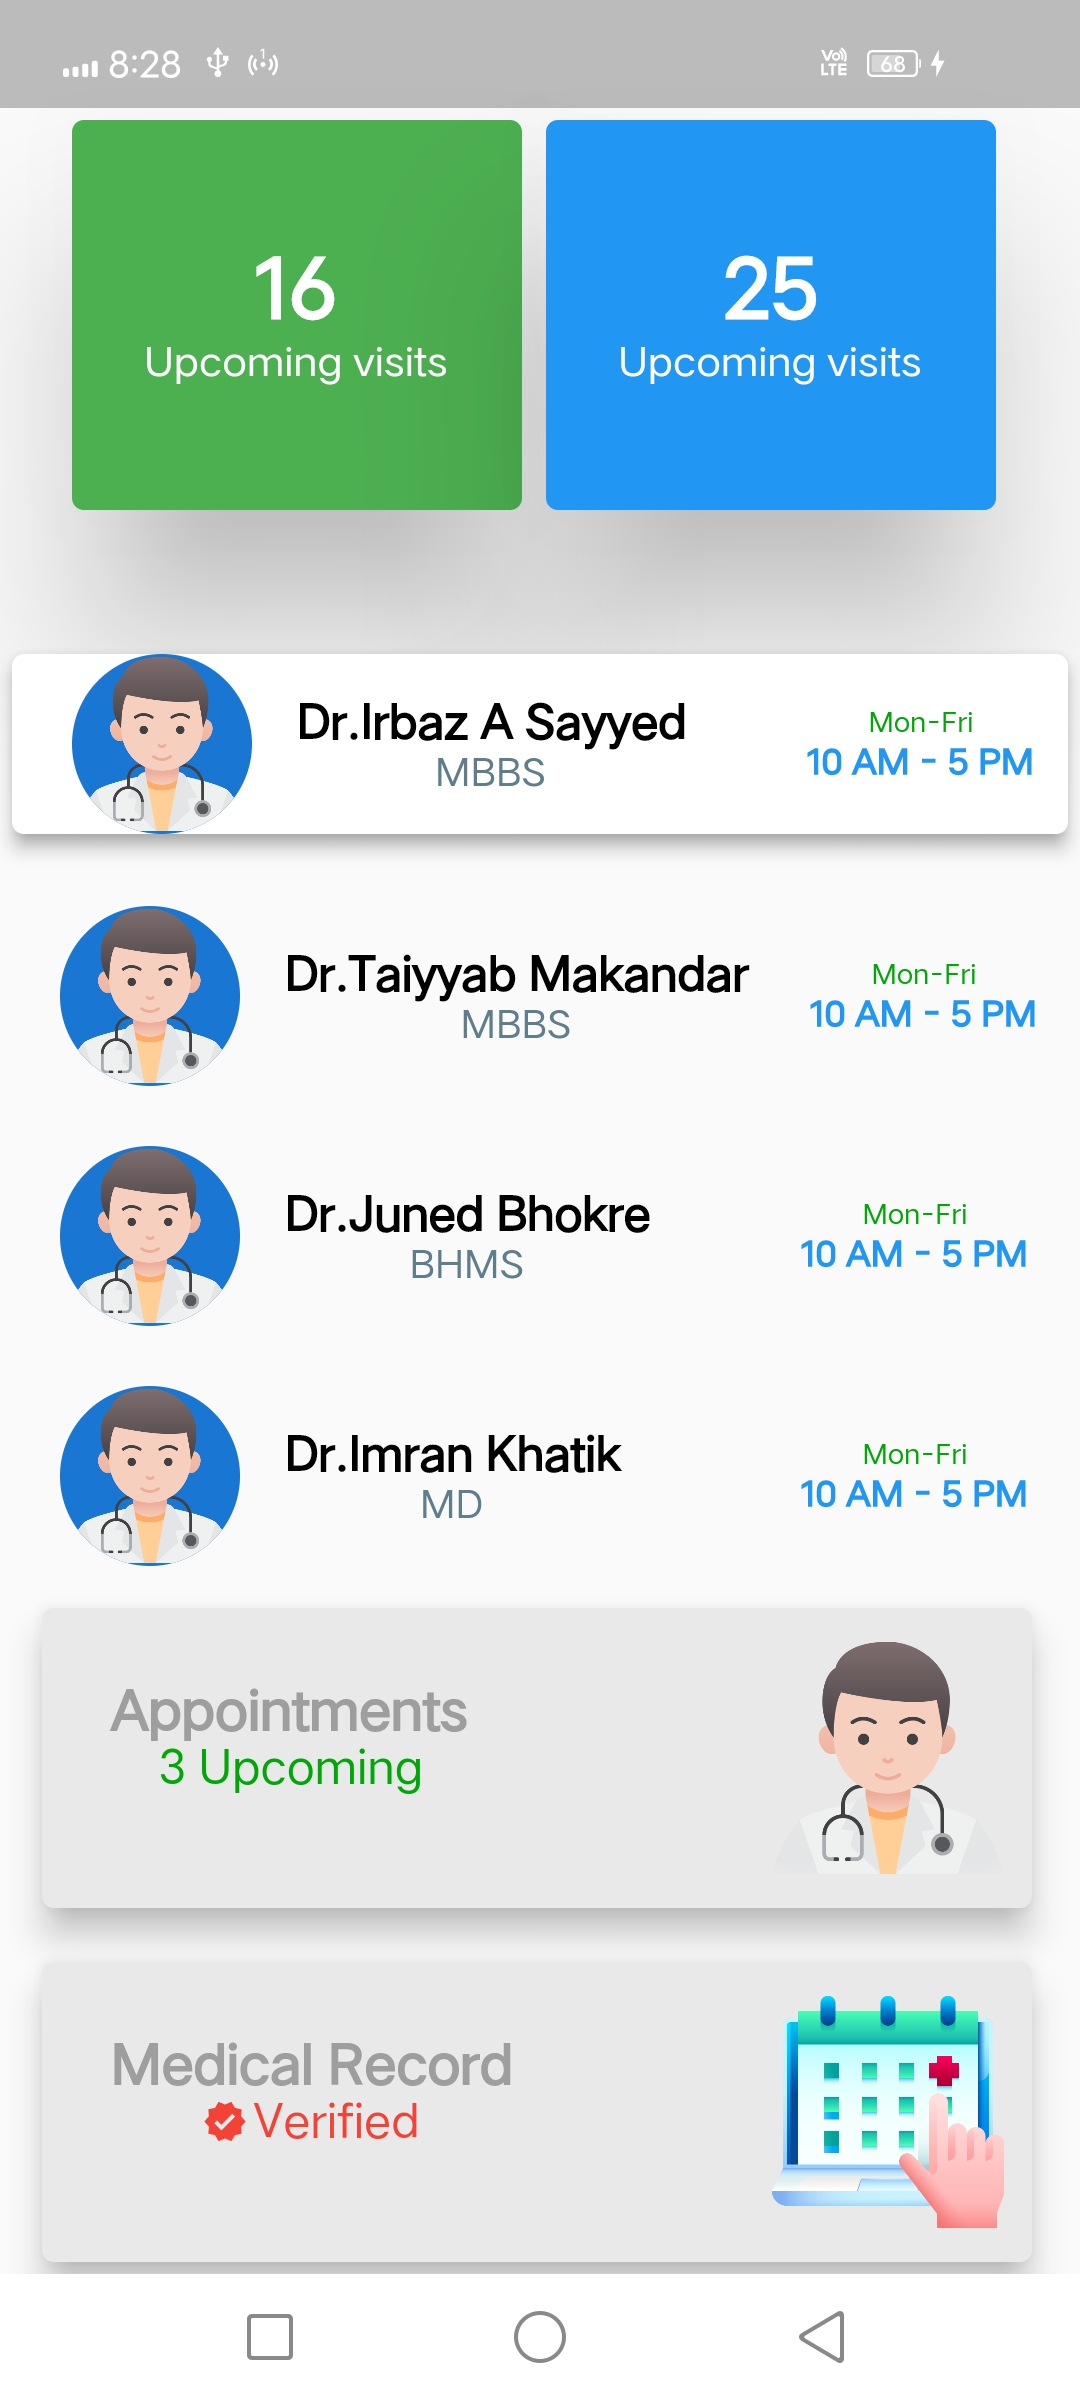 8:28
1
Vo)) LTE
68
16
Upcoming visits
25
Upcoming visits
Dr.Irbaz A Sayyed
MBBS
Mon-Fri
10 AM - 5 PM
Dr.Taiyyab Makandar
MBBS
Mon-Fri
10 AM - 5 PM
Dr.Juned Bhokre
BHMS
Mon-Fri
10 AM - 5 PM
Dr.Imran Khatik
MD
Mon-Fri
10 AM - 5 PM
Appointments
3 Upcoming
Medical Record
Verified